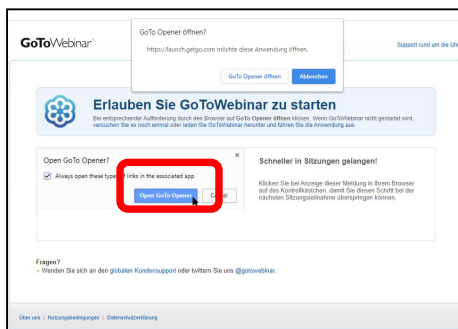 GoTo Opener öffnen?
https://launch.getgo.com möchte diese Anwendung öffnen.
GoTo Opener öffnen Abbrechen
GoToWebinar
Support rund um die Uh
Erlauben Sie GoToWebinar zu starten
Bei entsprechender Aufforderung durch den Browser auf GoTo Opener öffnen klicken. Wenn GoToWebinar nicht gestartet wird,
versuchen Sie es noch einmal oder laden Sie GoToWebinar herunter und führen Sie die Anwendung aus.
Open GoTo Opener?
Always open these type f links in the associated app
Open GoTo Opener C el
Schneller in Sitzungen gelangen!
Klicken Sie bei Anzeige dieser Meldung in Ihrem Browser
auf das Kontrollkästchen, damit Sie diesen Schritt bei der
nächsten Sitzungsteilnahme überspringen können.
Fragen?
• Wenden Sie sich an den globalen Kundensupport oder twittern Sie uns @gotowebinar.
Über uns | Nutzungsbedingungen | Datenschutzerklärung